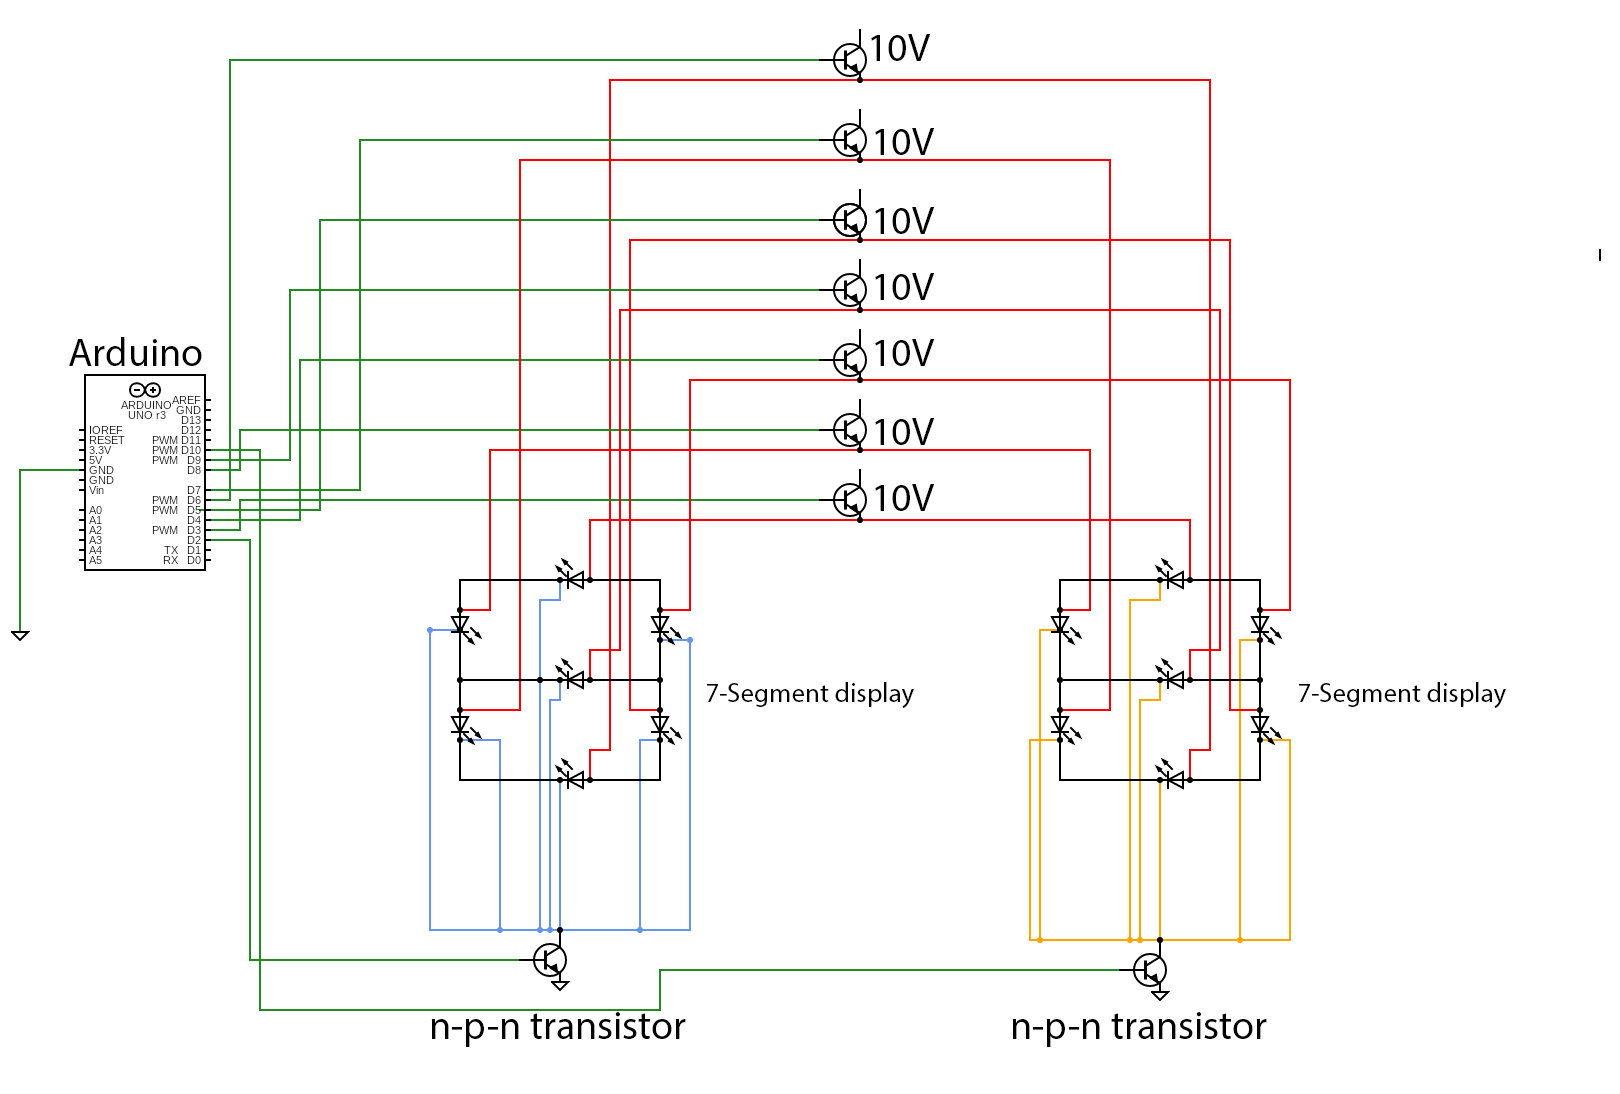 10V
10V
10V
10V
10V
10V
10V
Arduino
ARDUINO
UNO r3
AREF
GND
D13
D12
PWM D11
PWM D10
PWM D9
D8
D7
PWM D6
PWM D5
D4
PWM D3
D2
TX D1
RX D0
IOREF
RESET
3.3V
5V
GND
GND
Vin
A0
A1
A2
A3
A4
A5
7-Segment display
7-Segment display
n-p-n transistor
n-p-n transistor